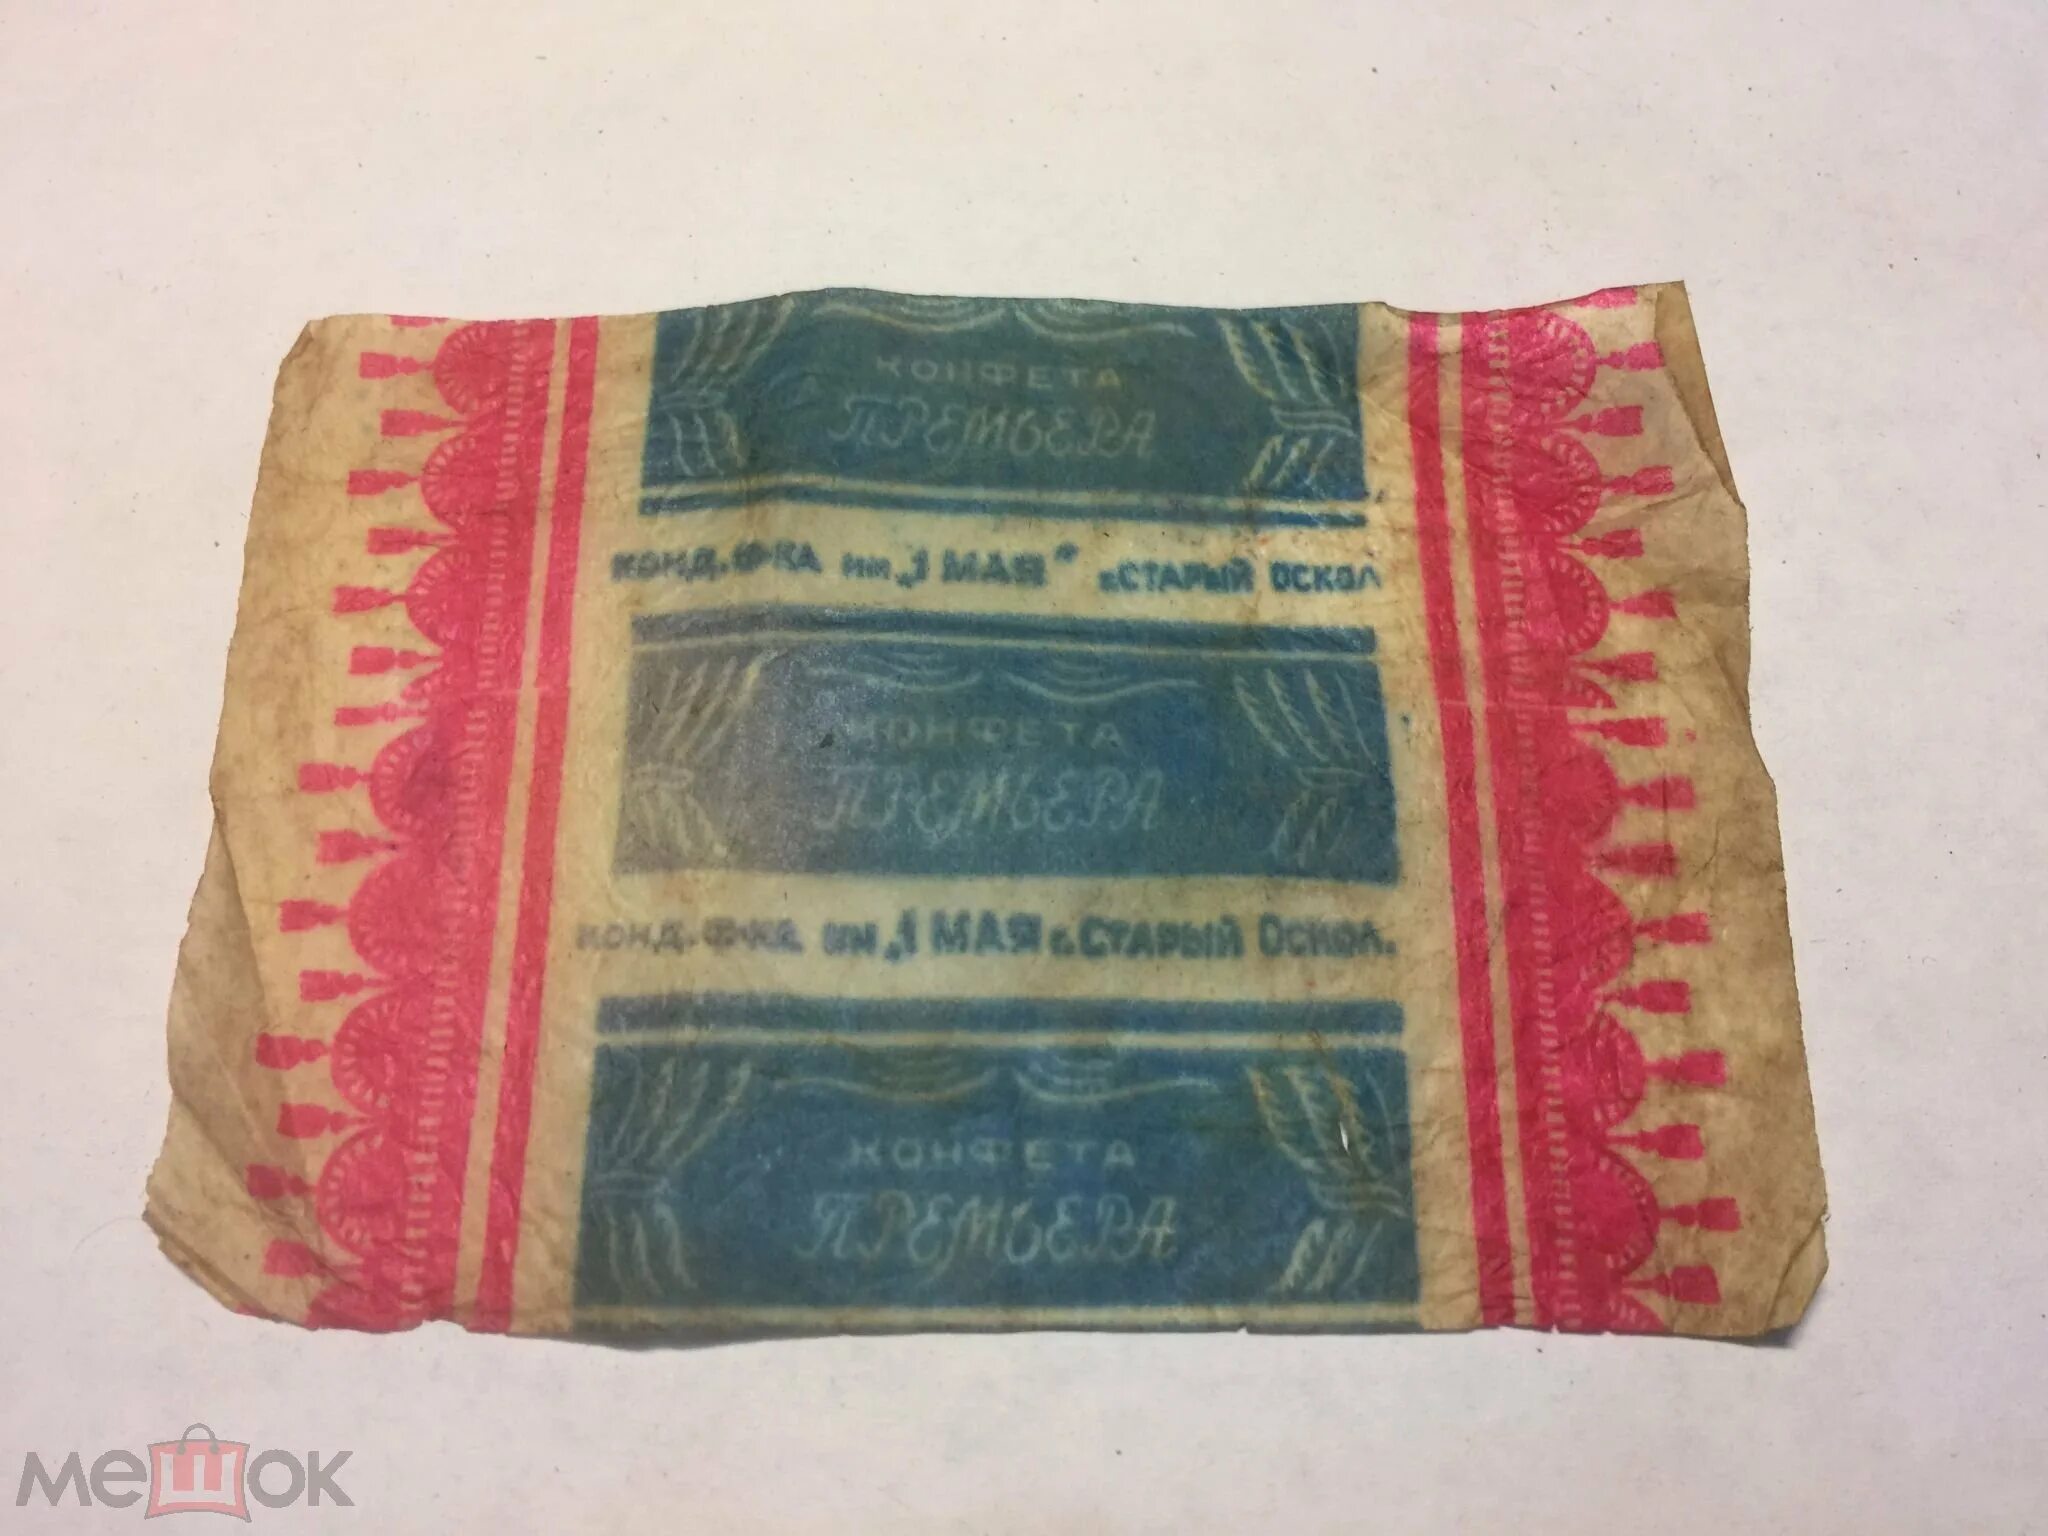 КОНФЕТА
ПРЕМЬЕРА
КОНД.Ф-КА им „1 МАЯ" г.СТАРЫЙ ОСКОЛ
КОНФЕТА
ПРЕМЬЕРА
КОНД.Ф-КА им „1 МАЯ г.СТАРЫЙ ОСКОЛ.
КОНФЕТА
ПРЕМЬЕРА
мешок